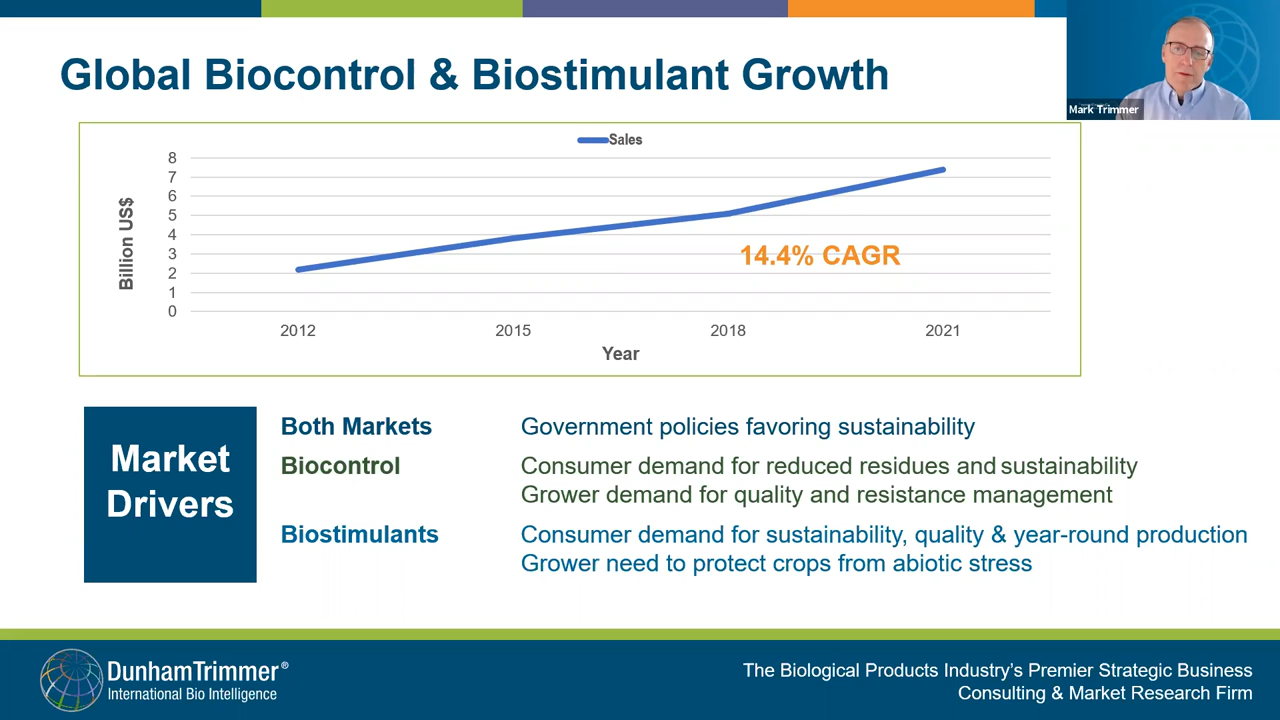 Global Biocontrol & Biostimulant Growth
Mark Trimmer
Sales
8
7
6
5
4
3
2
1
0
Billion US$
14.4% CAGR
2012 2015 2018 2021
Year
Market
Drivers
Both Markets Government policies favoring sustainability
Biocontrol Consumer demand for reduced residues and sustainability
Grower demand for quality and resistance management
Biostimulants Consumer demand for sustainability, quality & year-round production
Grower need to protect crops from abiotic stress
DunhamTrimmer®
International Bio Intelligence
The Biological Products Industry's Premier Strategic Business
Consulting & Market Research Firm